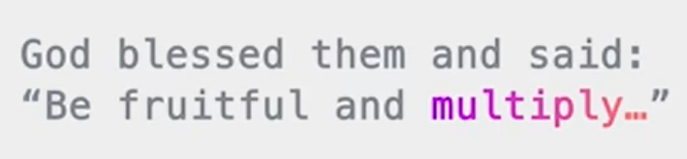 God blessed them and said:
“Be fruitful and multiply…”